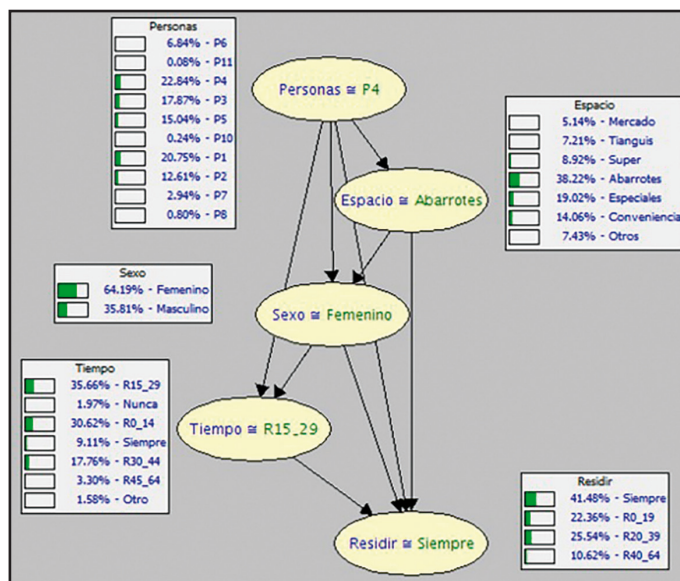 Personas
6.84% - P6
0.08% - P11
22.84% - P4
17.87% - P3
15.04% - P5
0.24% - P10
20.75% - P1
12.61% - P2
2.94% - P7
0.80% - P8
Personas ≅ P4
Espacio
5.14% - Mercado
7.21% - Tianguis
8.92% - Super
38.22% - Abarrotes
19.02% - Especiales
14.06% - Conveniencia
7.43% - Otros
Espacio ≅ Abarrotes
Sexo
64.19% - Femenino
35.81% - Masculino
Sexo ≅ Femenino
Tiempo
35.66% - R15_29
1.97% - Nunca
30.62% - R0_14
9.11% - Siempre
17.76% - R30_44
3.30% - R45_64
1.58% - Otro
Tiempo ≅ R15_29
Residir
41.48% - Siempre
22.36% - R0_19
25.54% - R20_39
10.62% - R40_64
Residir ≅ Siempre